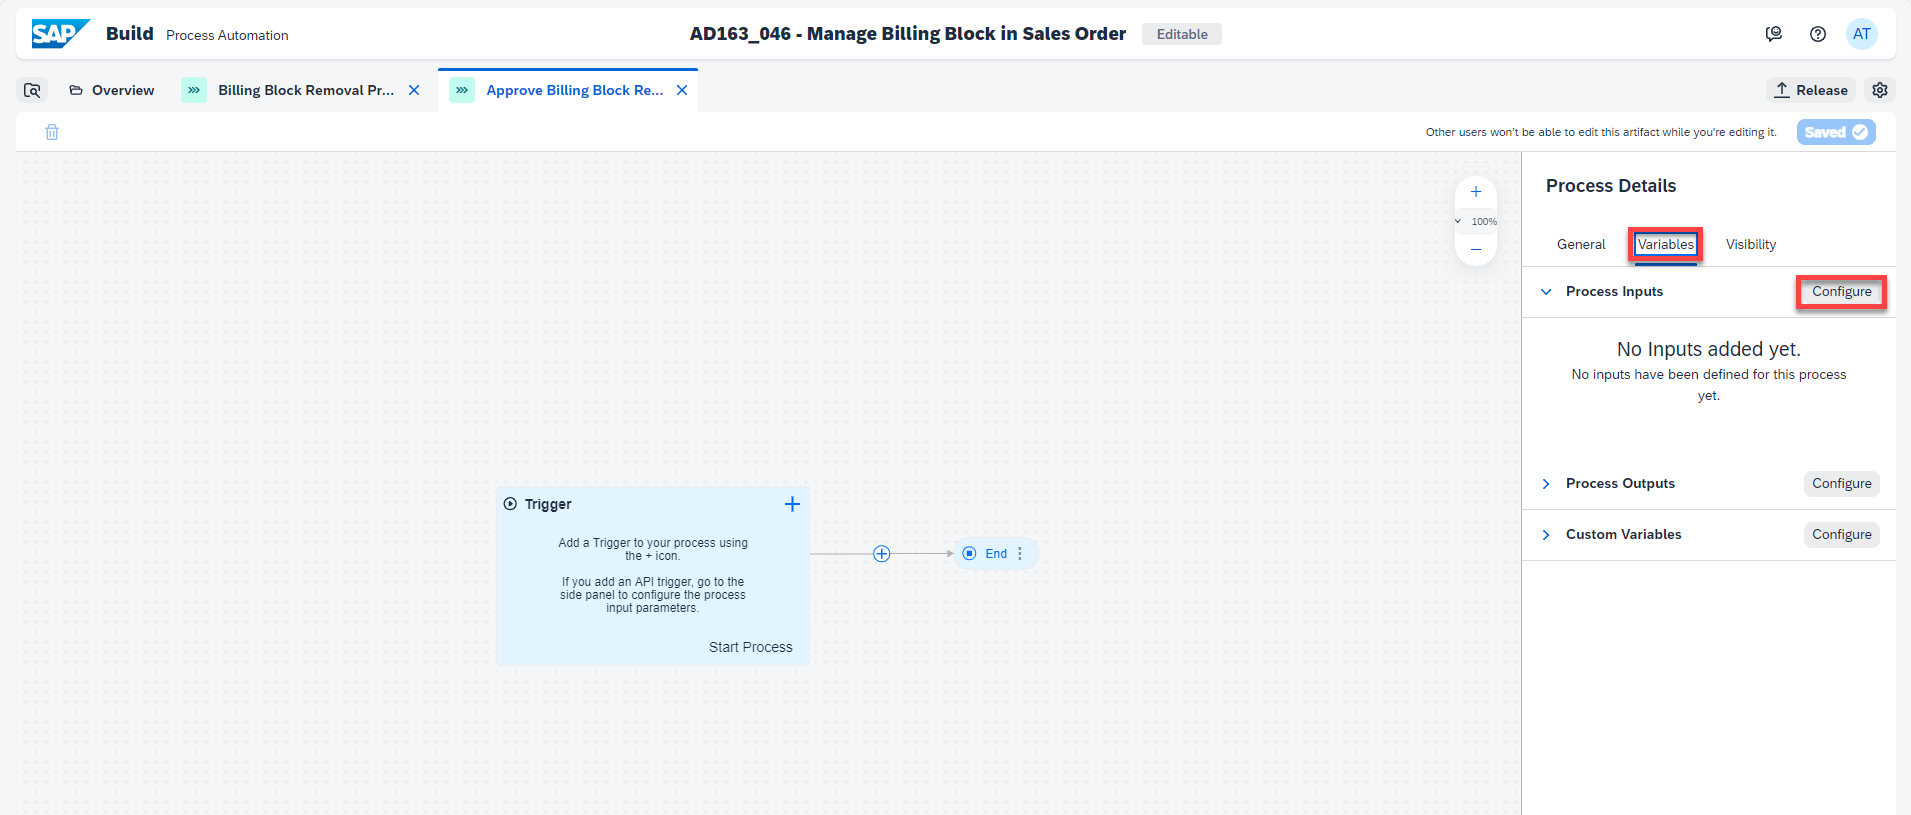 SAP Build Process Automation
AD163_046 - Manage Billing Block in Sales Order Editable
AT
Overview
Billing Block Removal Pr...
Approve Billing Block Re...
Release
Other users won't be able to edit this artifact while you're editing it.
Saved
Process Details
100%
General Variables Visibility
Process Inputs Configure
No Inputs added yet.
No inputs have been defined for this process
yet.
Process Outputs Configure
Custom Variables Configure
Trigger
Add a Trigger to your process using
the + icon.
If you add an API trigger, go to the
side panel to configure the process
input parameters.
Start Process
End